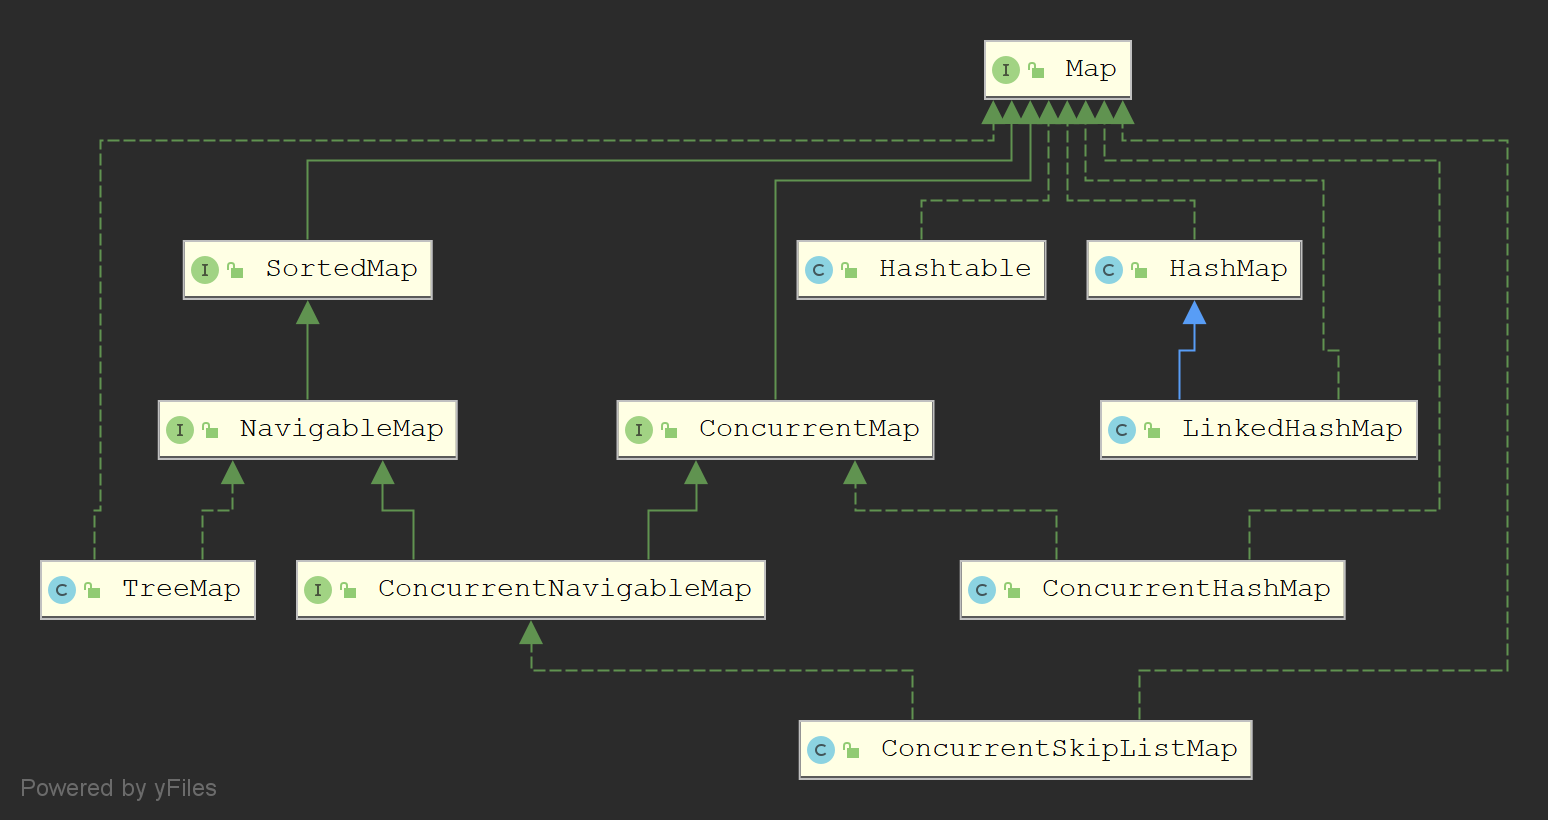 I Map
I SortedMap
C Hashtable
C HashMap
I NavigableMap
I ConcurrentMap
C LinkedHashMap
C TreeMap
I ConcurrentNavigableMap
C ConcurrentHashMap
C ConcurrentSkipListMap
Powered by yFiles